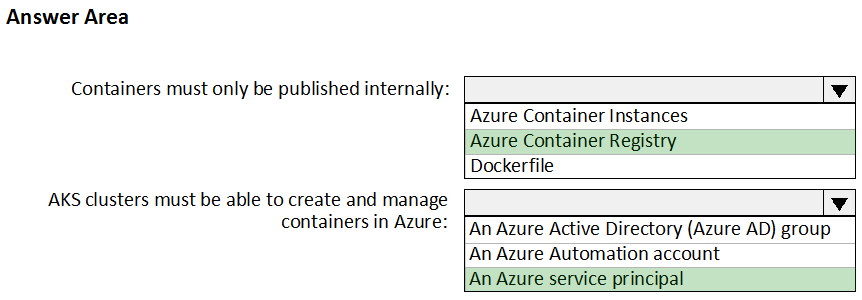 Answer Area
Containers must only be published internally:
Azure Container Instances
Azure Container Registry
Dockerfile
AKS clusters must be able to create and manage
containers in Azure:
An Azure Active Directory (Azure AD) group
An Azure Automation account
An Azure service principal